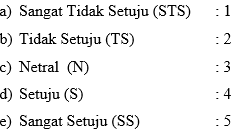 a) Sangat Tidak Setuju (STS) : 1
b) Tidak Setuju (TS) : 2
c) Netral (N) : 3
d) Setuju (S) : 4
e) Sangat Setuju (SS) : 5